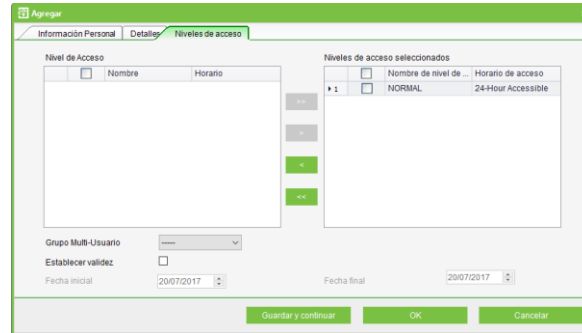 Agregar
Información Personal Detalles Niveles de acceso
Nivel de Acceso Niveles de acceso seleccionados
Nombre Horario Nombre de nivel de ... Horario de acceso
1 NORMAL 24-Hour Accessible
>>
>
<
<<
Grupo Multi-Usuario -----
Establecer validez
Fecha inicial 20/07/2017 Fecha final 20/07/2017
Guardar y continuar OK Cancelar